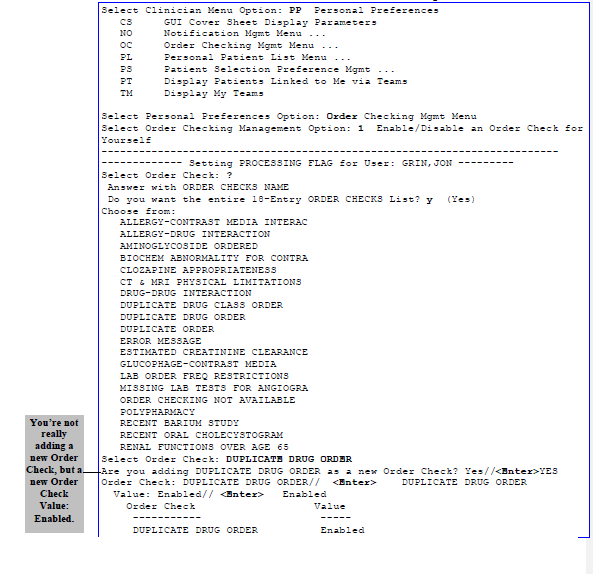 Select Clinician Menu Option: PP  Personal Preferences
CS     GUI Cover Sheet Display Parameters
NO     Notification Mgmt Menu ...
OC     Order Checking Mgmt Menu ...
PL     Personal Patient List Menu ...
PS     Patient Selection Preference Mgmt ...
PT     Display Patients Linked to Me via Teams
TM     Display My Teams
Select Personal Preferences Option: Order Checking Mgmt Menu
Select Order Checking Management Option: 1  Enable/Disable an Order Check for
Yourself
-----------------------------------------------------------
------------- Setting PROCESSING FLAG for User: GRIN,JON ---------
Select Order Check: ?
Answer with ORDER CHECKS NAME
Do you want the entire 18-Entry ORDER CHECKS List? y  (Yes)
Choose from:
ALLERGY-CONTRAST MEDIA INTERAC
ALLERGY-DRUG INTERACTION
AMINOGLYCOSIDE ORDERED
BIOCHEM ABNORMALITY FOR CONTRA
CLOZAPINE APPROPRIATENESS
CT & MRI PHYSICAL LIMITATIONS
DRUG-DRUG INTERACTION
DUPLICATE DRUG CLASS ORDER
DUPLICATE DRUG ORDER
DUPLICATE ORDER
ERROR MESSAGE
ESTIMATED CREATININE CLEARANCE
GLUCOPHAGE-CONTRAST MEDIA
LAB ORDER FREQ RESTRICTIONS
MISSING LAB TESTS FOR ANGIOGRA
ORDER CHECKING NOT AVAILABLE
POLYPHARMACY
RECENT BARIUM STUDY
RECENT ORAL CHOLECYSTOGRAM
RENAL FUNCTIONS OVER AGE 65
Select Order Check: DUPLICATE DRUG ORDER
Are you adding DUPLICATE DRUG ORDER as a new Order Check? Yes//<Enter>YES
Order Check: DUPLICATE DRUG ORDER//  <Enter>    DUPLICATE DRUG ORDER
Value: Enabled// <Enter>   Enabled
Order Check                    Value
-----------                    -----
DUPLICATE DRUG ORDER           Enabled
You're not
really
adding a
new Order
Check, but a
new Order
Check
Value:
Enabled.